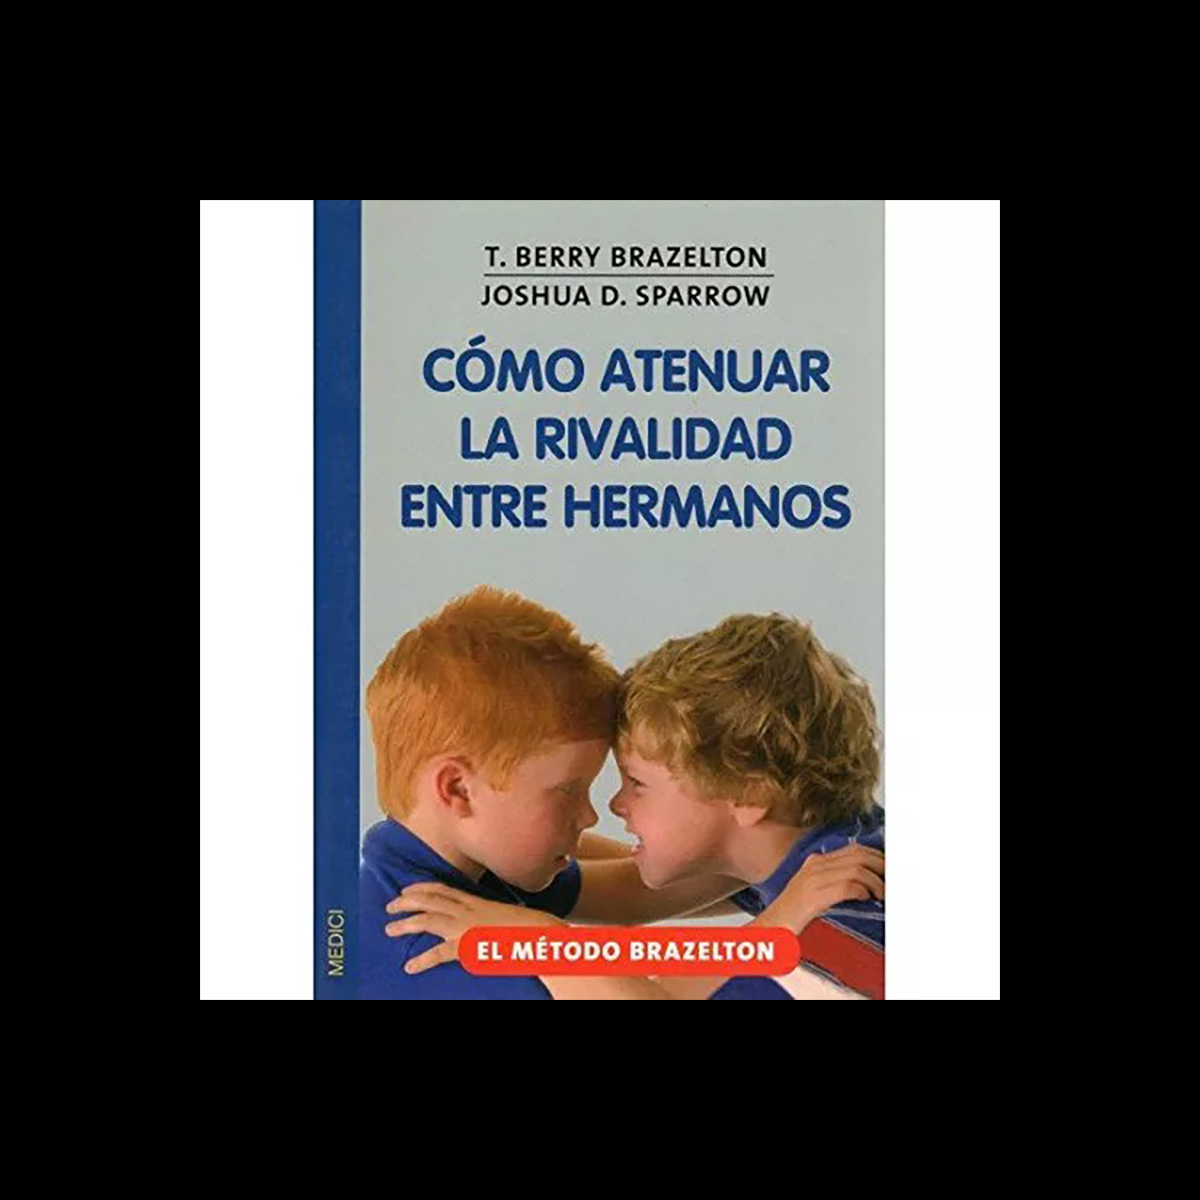 T. BERRY BRAZELTON
JOSHUA D. SPARROW
CÓMO ATENUAR
LA RIVALIDAD
ENTRE HERMANOS
EL MÉTODO BRAZELTON
MEDICI